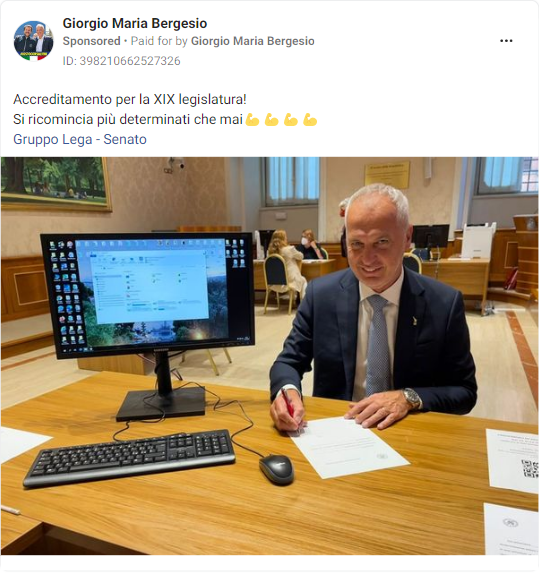 Giorgio Maria Bergesio
Sponsored • Paid for by Giorgio Maria Bergesio
ID: 398210662527326
Accreditamento per la XIX legislatura!
Si ricomincia più determinati che mai💪💪💪💪
Gruppo Lega - Senato